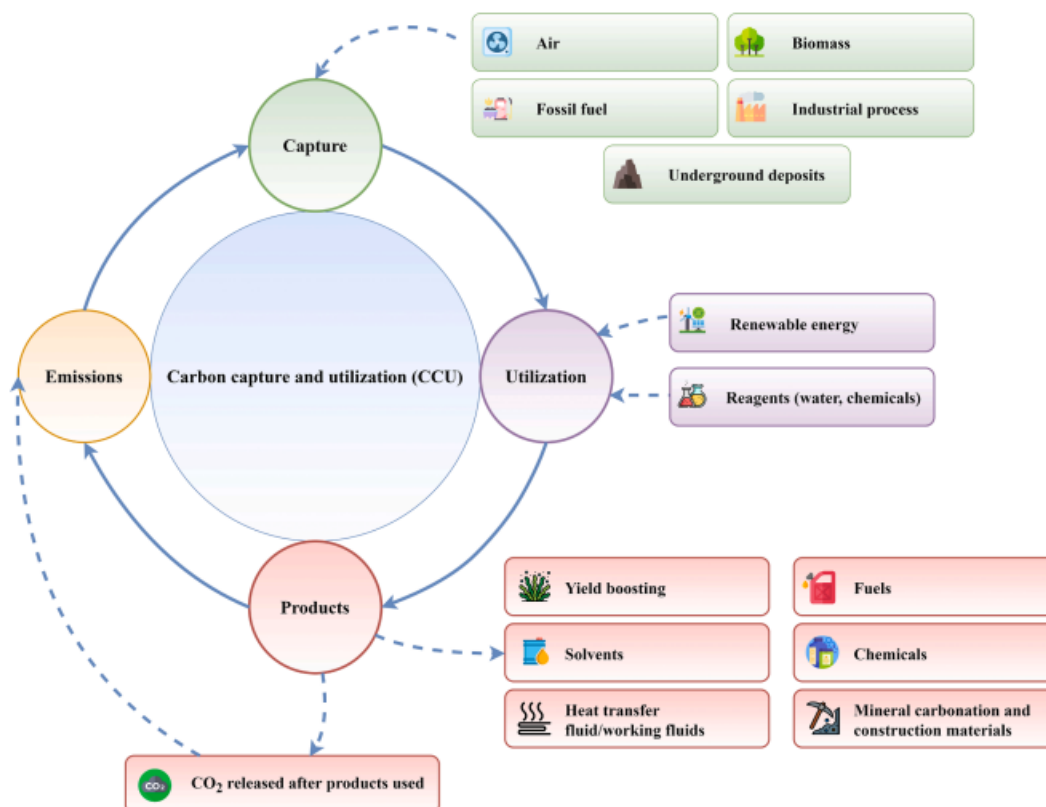 Air
Biomass
Fossil fuel
Industrial process
Capture
Underground deposits
Renewable energy
Emissions
Carbon capture and utilization (CCU)
Utilization
Reagents (water, chemicals)
Products
Yield boosting
Fuels
Solvents
Chemicals
Heat transfer
fluid/working fluids
Mineral carbonation and
construction materials
CO₂
CO₂ released after products used